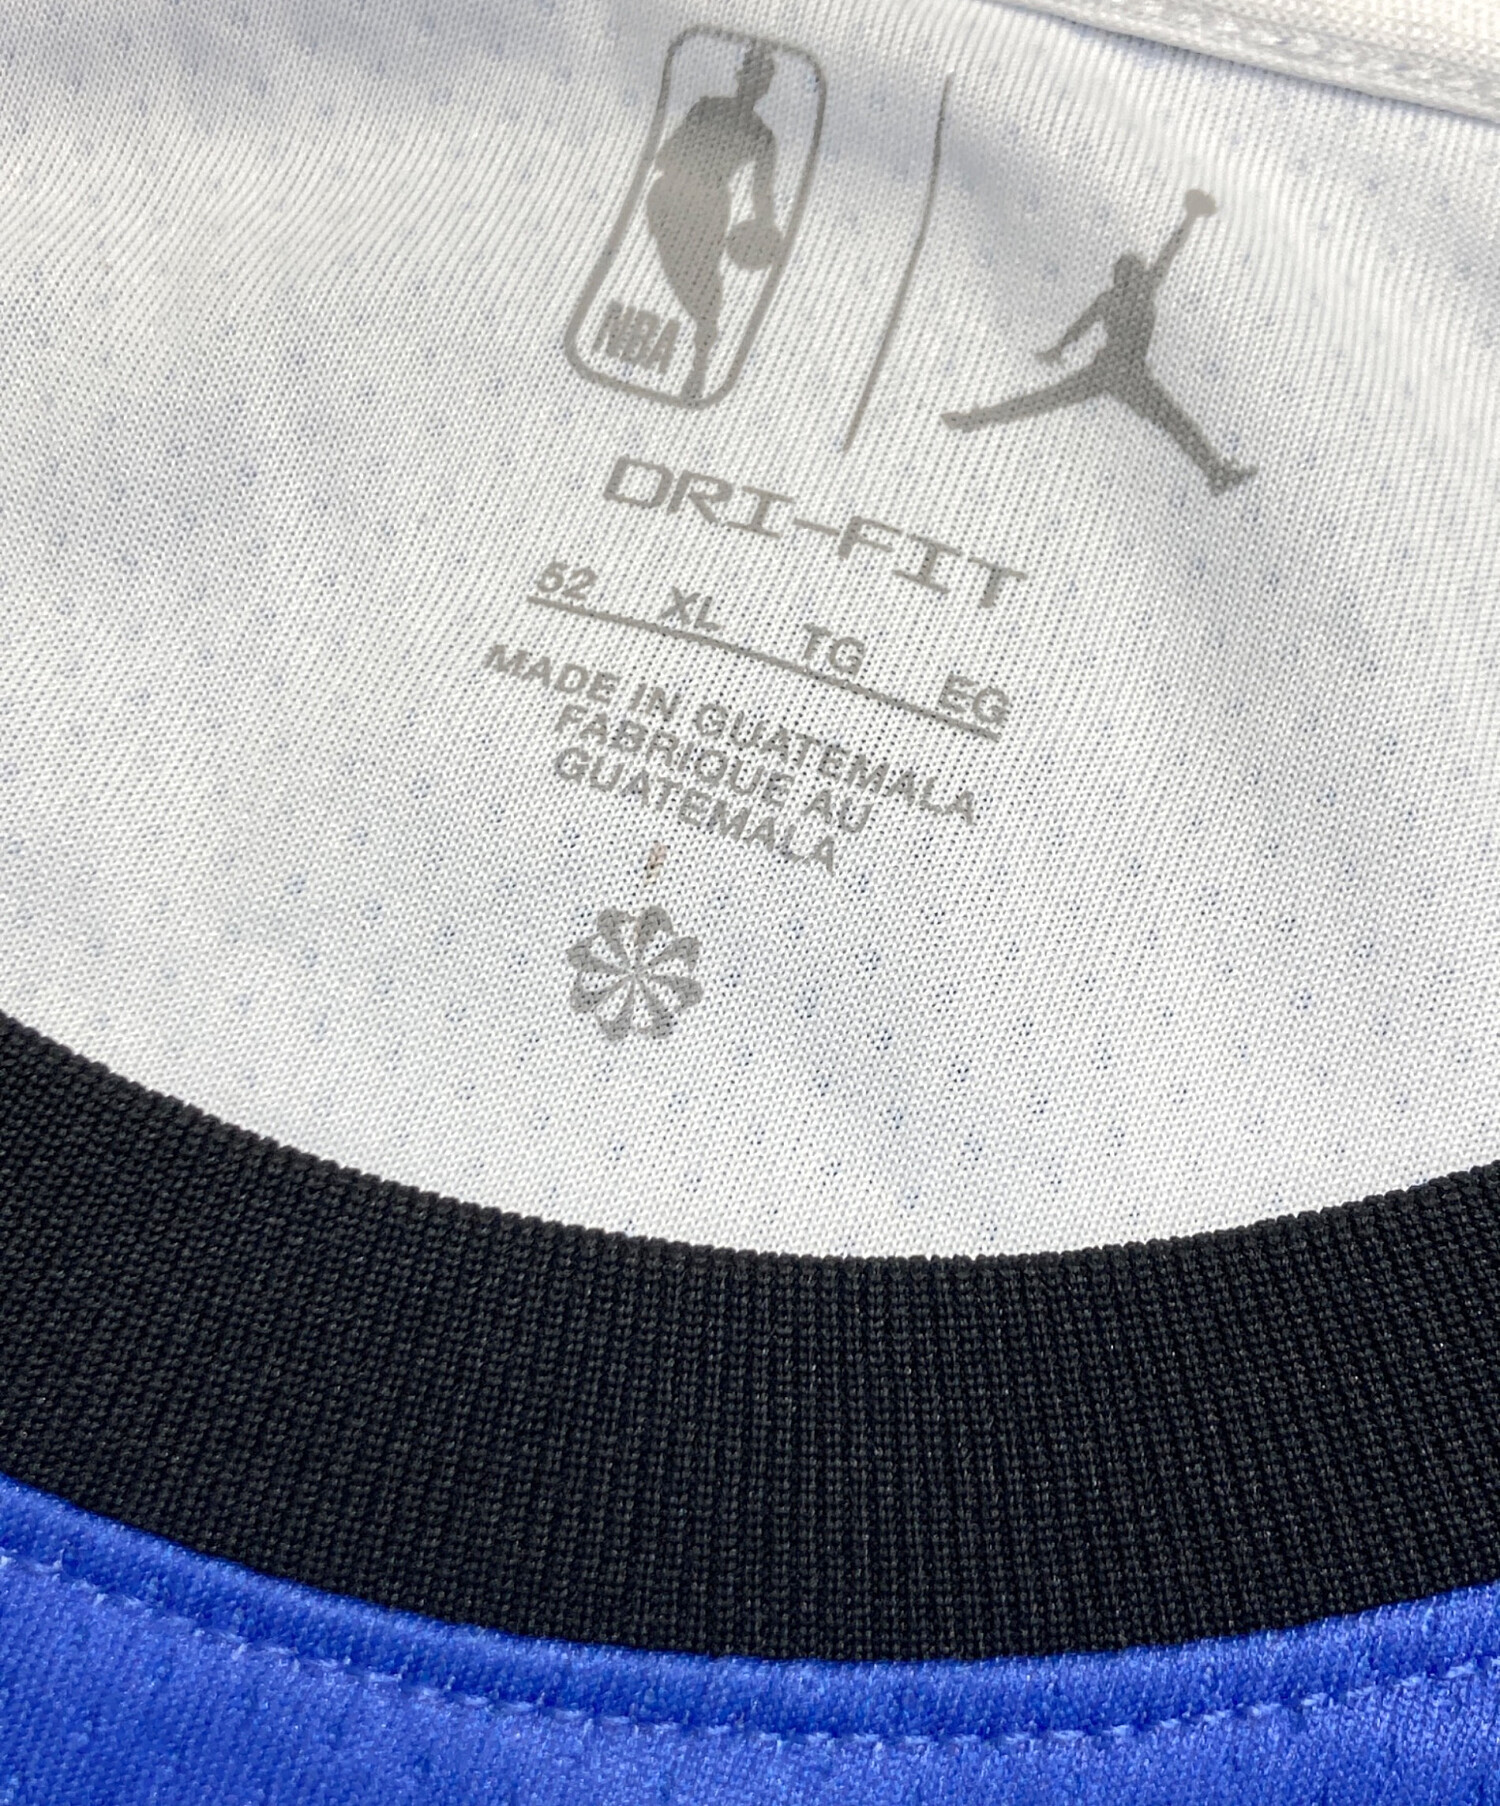 NBA
DRI-FIT
52 XL TG EG
MADE IN GUATEMALA
FABRIQUE AU
GUATEMALA